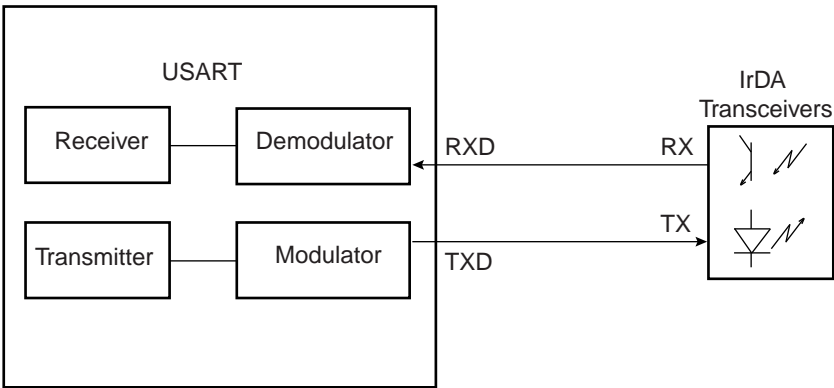 USART
IrDA
Transceivers
Receiver
Demodulator
RXD
RX
Transmitter
Modulator
TXD
TX